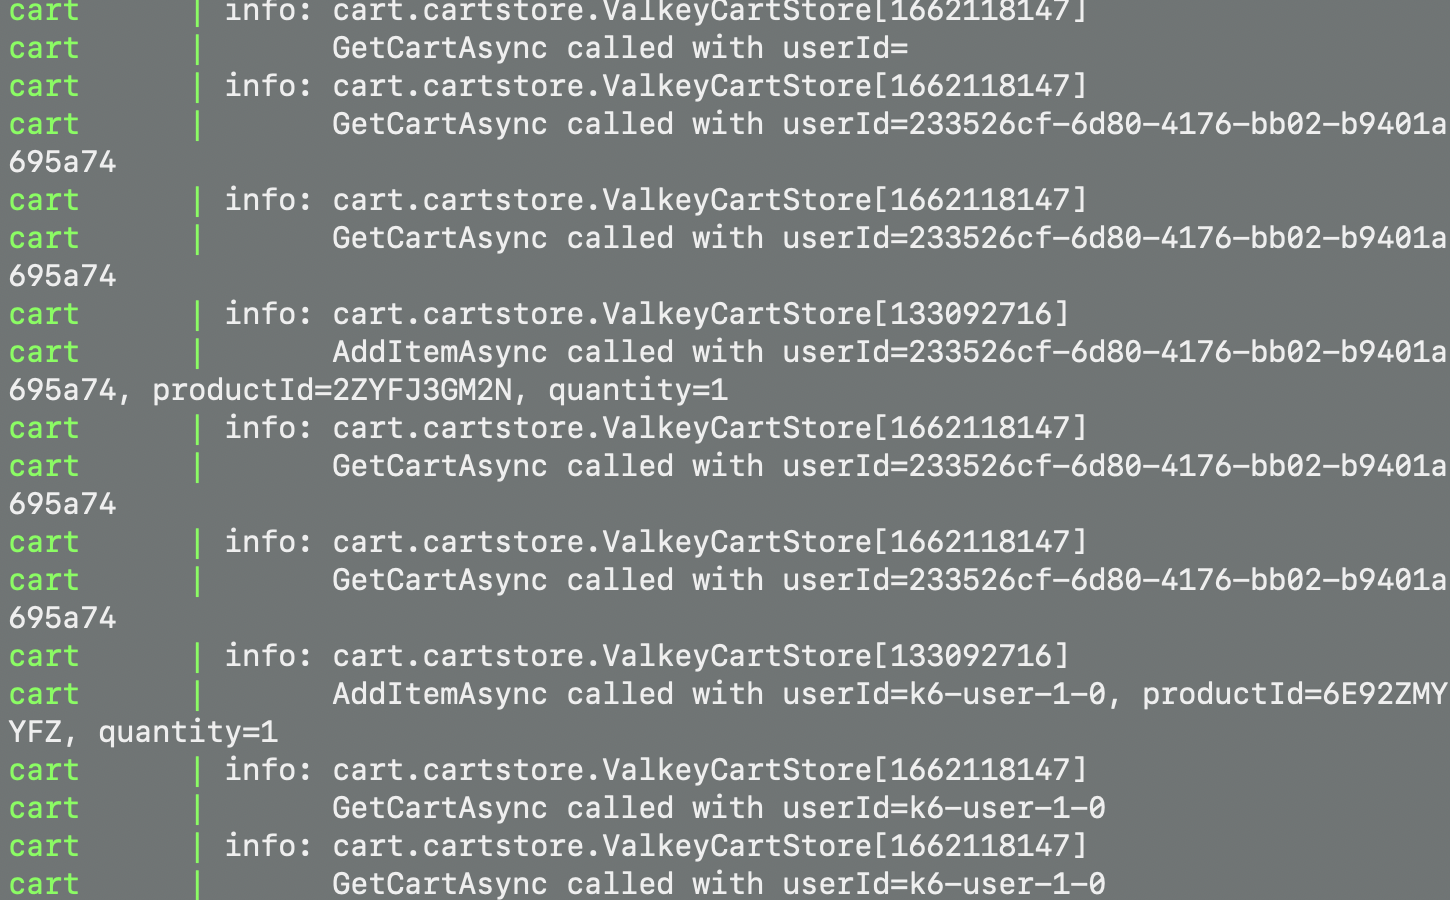 cart | info: cart.cartstore.ValkeyCartStore[1662118147]
cart | GetCartAsync called with userId=
cart | info: cart.cartstore.ValkeyCartStore[1662118147]
cart | GetCartAsync called with userId=233526cf-6d80-4176-bb02-b9401a
695a74
cart | info: cart.cartstore.ValkeyCartStore[1662118147]
cart | GetCartAsync called with userId=233526cf-6d80-4176-bb02-b9401a
695a74
cart | info: cart.cartstore.ValkeyCartStore[133092716]
cart | AddItemAsync called with userId=233526cf-6d80-4176-bb02-b9401a
695a74, productId=2ZYFJ3GM2N, quantity=1
cart | info: cart.cartstore.ValkeyCartStore[1662118147]
cart | GetCartAsync called with userId=233526cf-6d80-4176-bb02-b9401a
695a74
cart | info: cart.cartstore.ValkeyCartStore[1662118147]
cart | GetCartAsync called with userId=233526cf-6d80-4176-bb02-b9401a
695a74
cart | info: cart.cartstore.ValkeyCartStore[133092716]
cart | AddItemAsync called with userId=k6-user-1-0, productId=6E92ZMY
YFZ, quantity=1
cart | info: cart.cartstore.ValkeyCartStore[1662118147]
cart | GetCartAsync called with userId=k6-user-1-0
cart | info: cart.cartstore.ValkeyCartStore[1662118147]
cart | GetCartAsync called with userId=k6-user-1-0